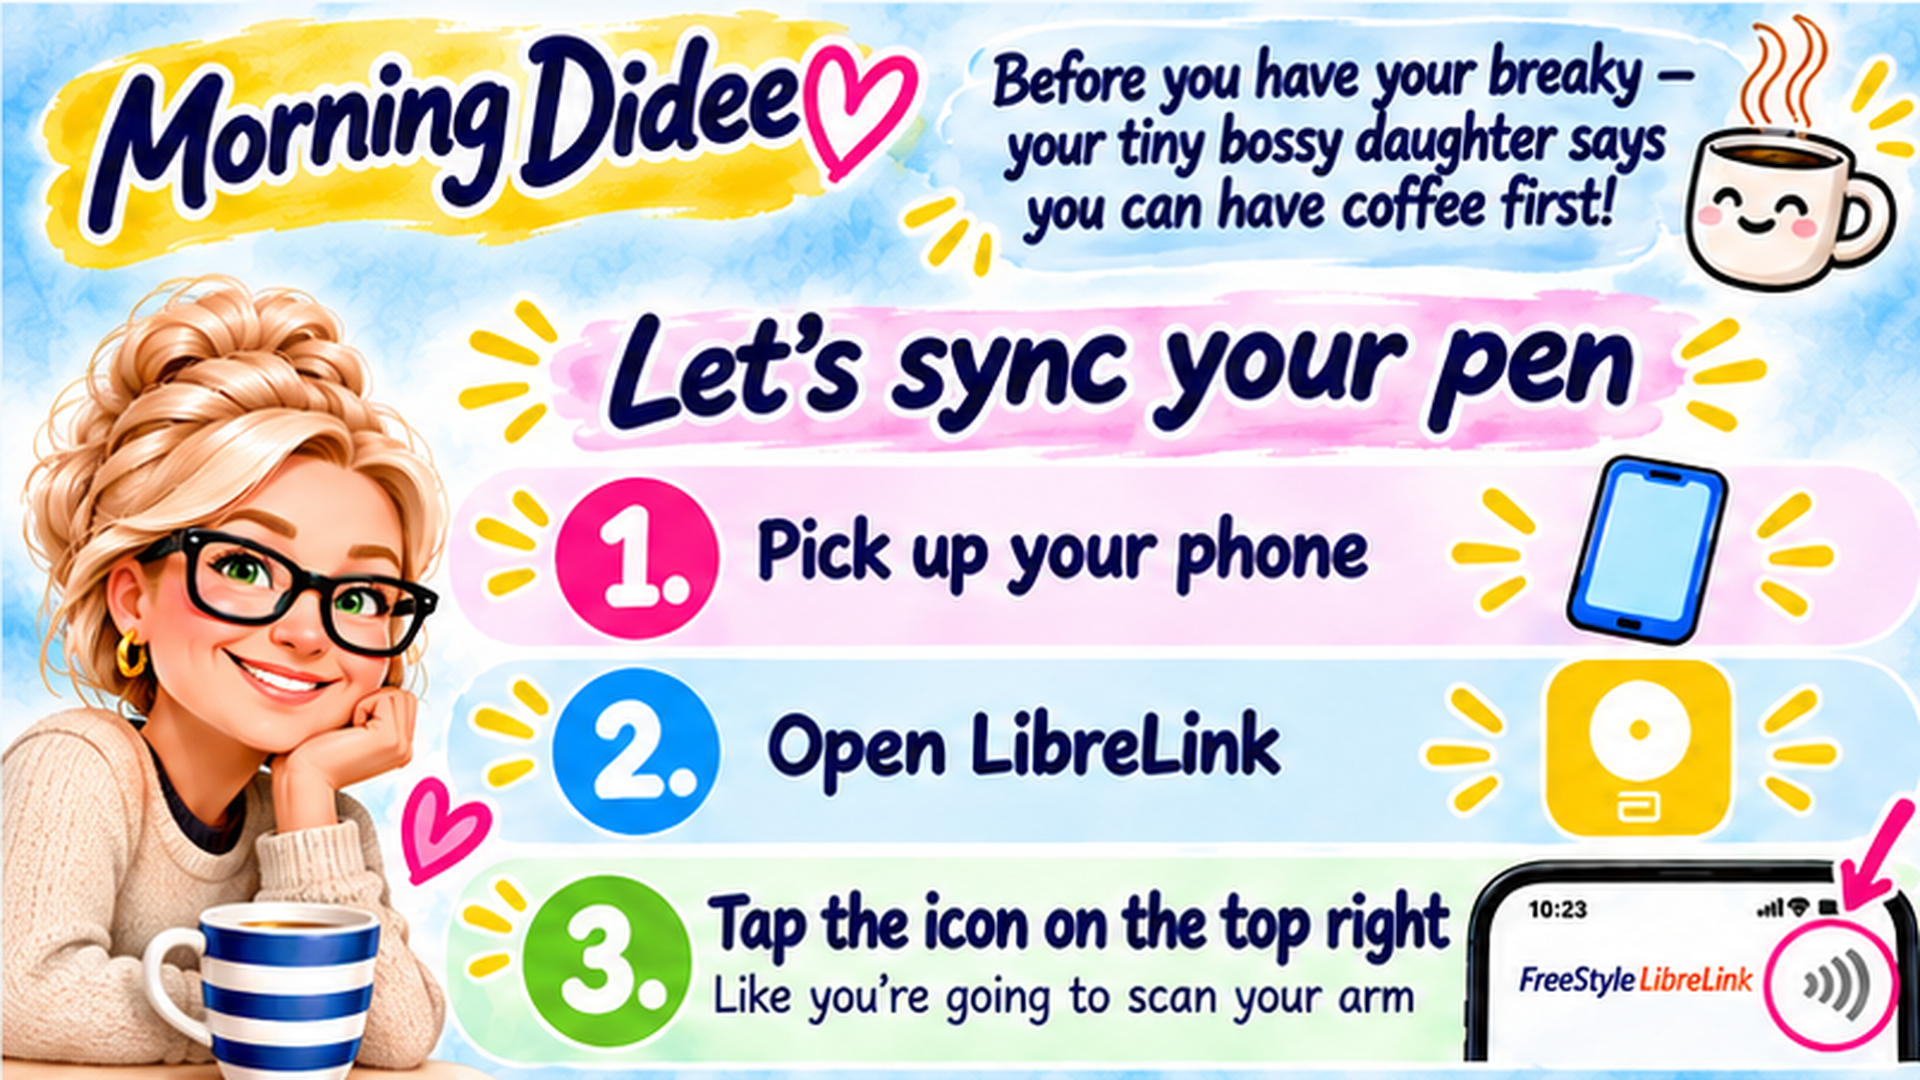 Morning Didee
Before you have your breaky –
your tiny bossy daughter says
you can have coffee first!
Let's sync your pen
1. Pick up your phone
2. Open LibreLink
3. Tap the icon on the top right
Like you're going to scan your arm
10:23
FreeStyle LibreLink